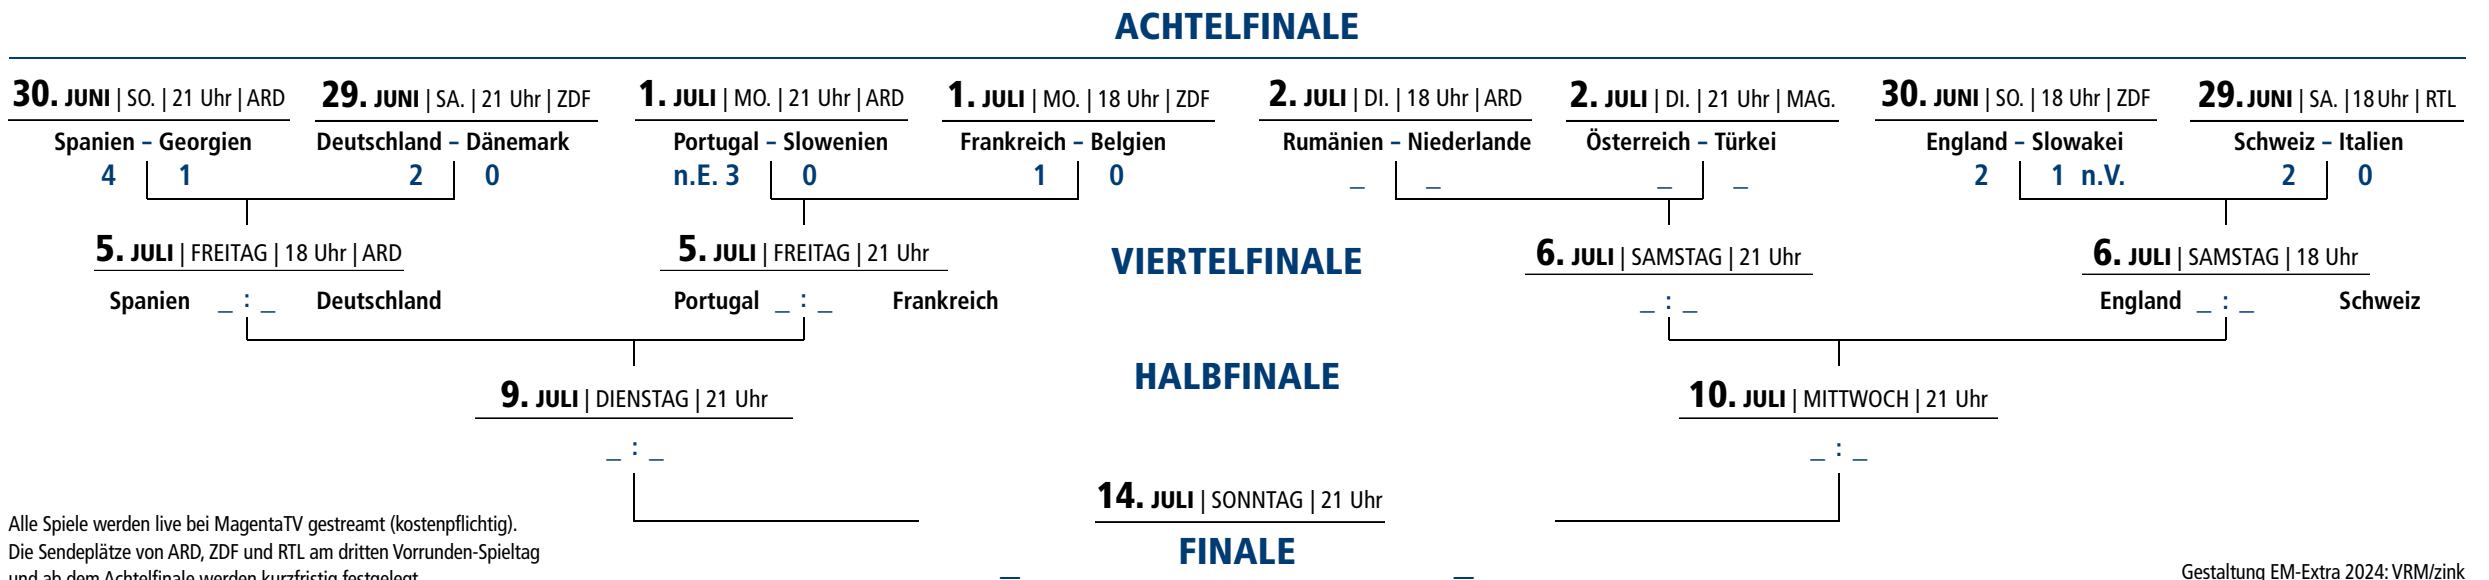 ACHTELFINALE
30. JUNI | SO. | 21 Uhr | ARD 29. JUNI | SA. | 21 Uhr | ZDF 1. JULI | MO. | 21 Uhr | ARD 1. JULI | MO. | 18 Uhr | ZDF 2. JULI | DI. | 18 Uhr | ARD 2. JULI | DI. | 21 Uhr | MAG. 30. JUNI | SO. | 18 Uhr | ZDF 29. JUNI | SA. | 18 Uhr | RTL
Spanien – Georgien Deutschland – Dänemark Portugal – Slowenien Frankreich – Belgien Rumänien – Niederlande Österreich – Türkei England – Slowakei Schweiz – Italien
4 1 2 0 n.E. 3 0 1 0 _ _ _ _ 2 1 n.V. 2 0
5. JULI | FREITAG | 18 Uhr | ARD 5. JULI | FREITAG | 21 Uhr VIERTELFINALE 6. JULI | SAMSTAG | 21 Uhr 6. JULI | SAMSTAG | 18 Uhr
Spanien _ : _ Deutschland Portugal _ : _ Frankreich _ : _ England _ : _ Schweiz
HALBFINALE
9. JULI | DIENSTAG | 21 Uhr 10. JULI | MITTWOCH | 21 Uhr
_ : _ _ : _
14. JULI | SONNTAG | 21 Uhr
FINALE
_ _
Alle Spiele werden live bei MagentaTV gestreamt (kostenpflichtig).
Die Sendeplätze von ARD, ZDF und RTL am dritten Vorrunden-Spieltag
und ab dem Achtelfinale werden kurzfristig festgelegt
Gestaltung EM-Extra 2024: VRM/zink